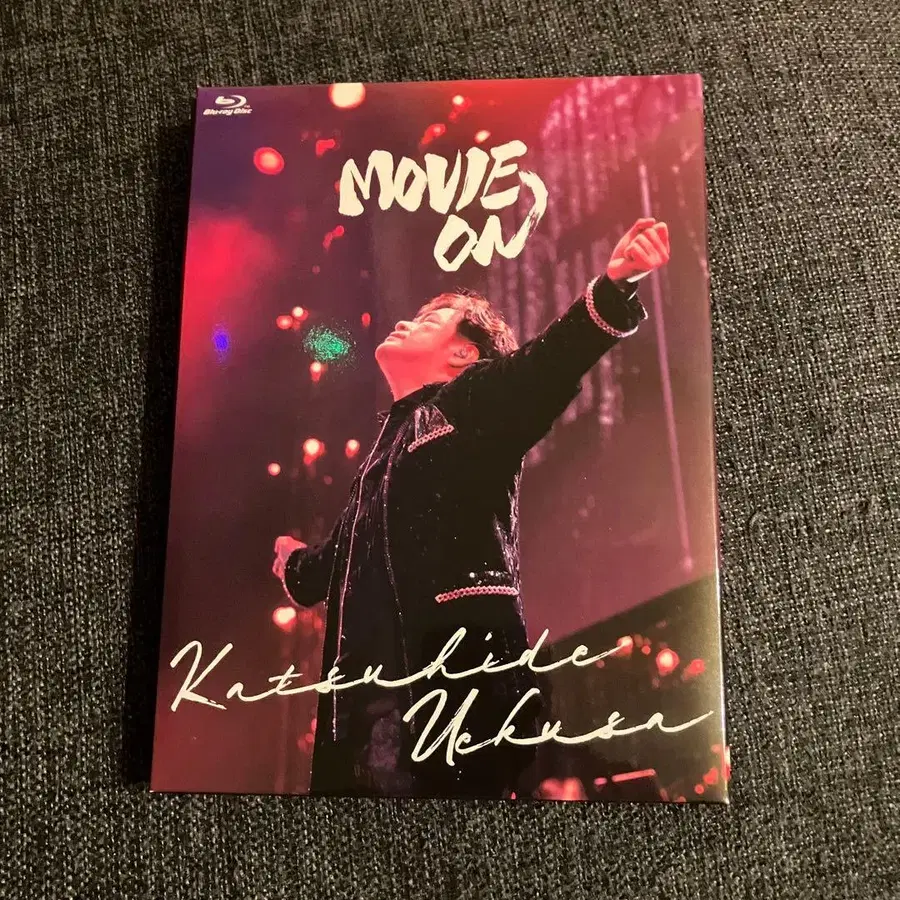 Blu-ray Disc
MOVIE
ON
Katsuhide
Uekusa